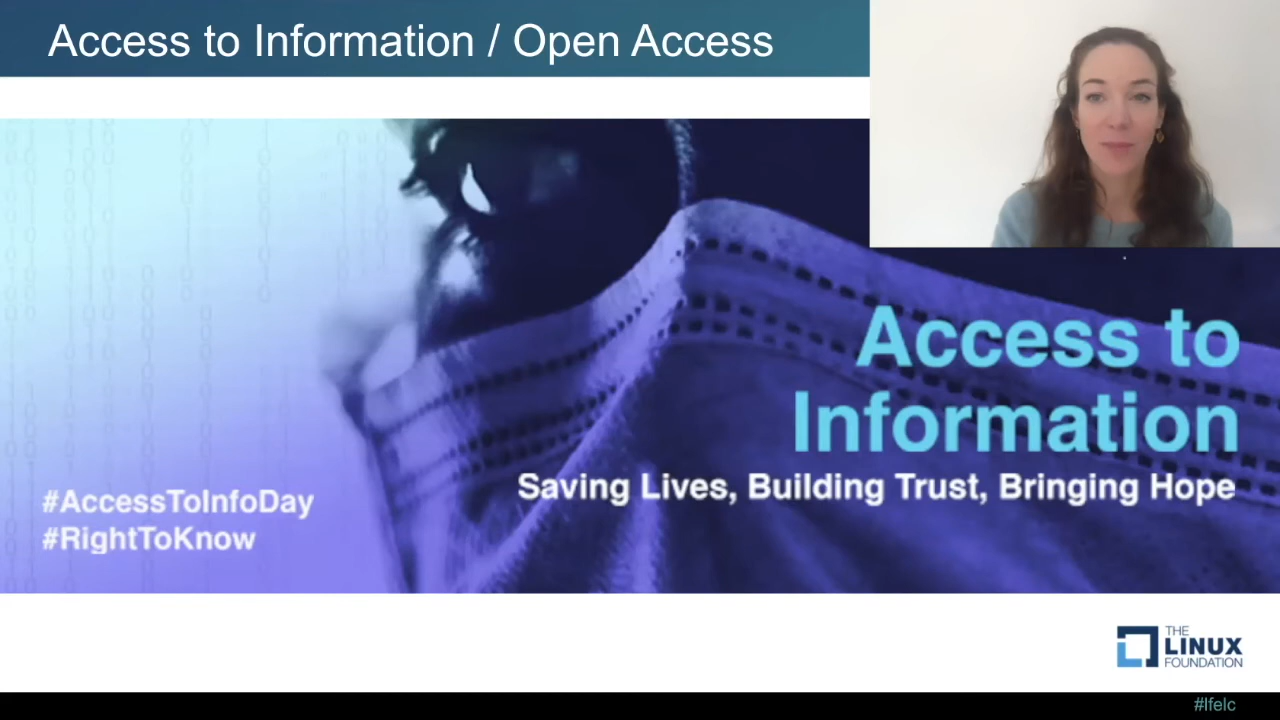 Access to Information / Open Access
Access to
Information
Saving Lives, Building Trust, Bringing Hope
#AccessToInfoDay
#RightToKnow
THE
LINUX
FOUNDATION
#lfelc